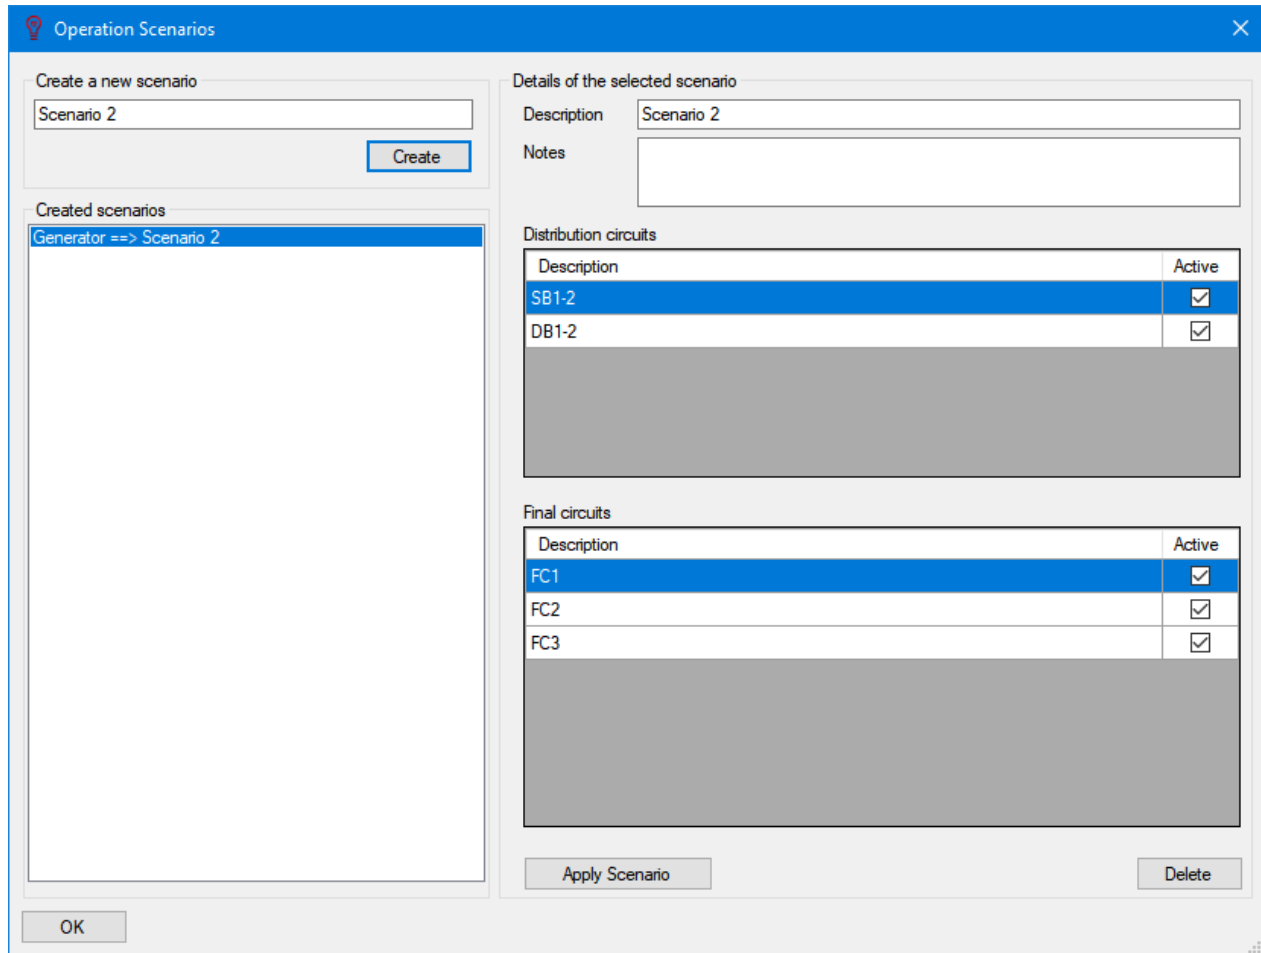 Operation Scenarios
Create a new scenario
Scenario 2
Create
Created scenarios
Generator ==> Scenario 2
OK
Details of the selected scenario
Description Scenario 2
Notes
Distribution circuits
Description Active
SB1-2
DB1-2
Final circuits
Description Active
FC1
FC2
FC3
Apply Scenario Delete